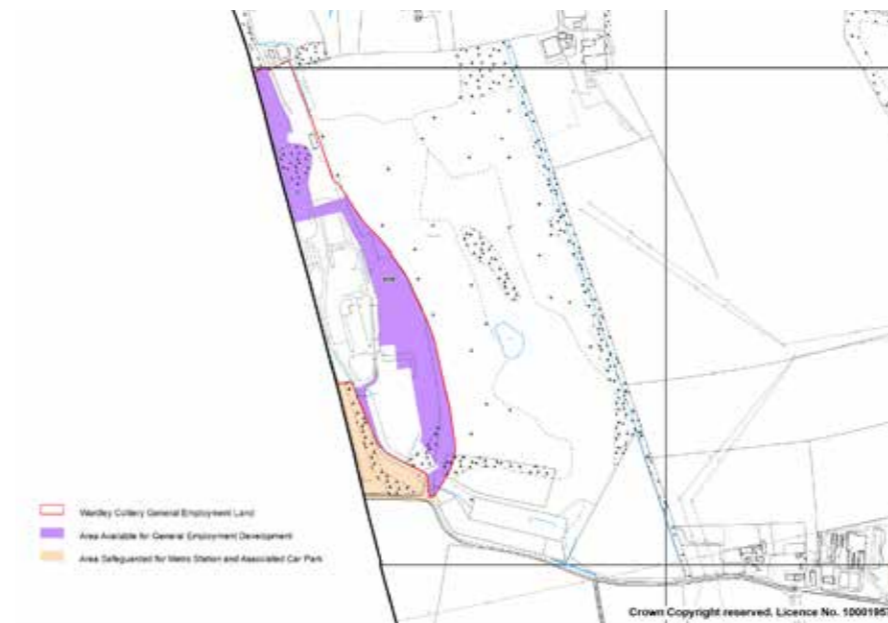 Wardley Colliery General Employment Land
Area Available for General Employment Development
Area Safeguarded for Metro Station and Associated Car Park
Crown Copyright reserved. Licence No. 1000195